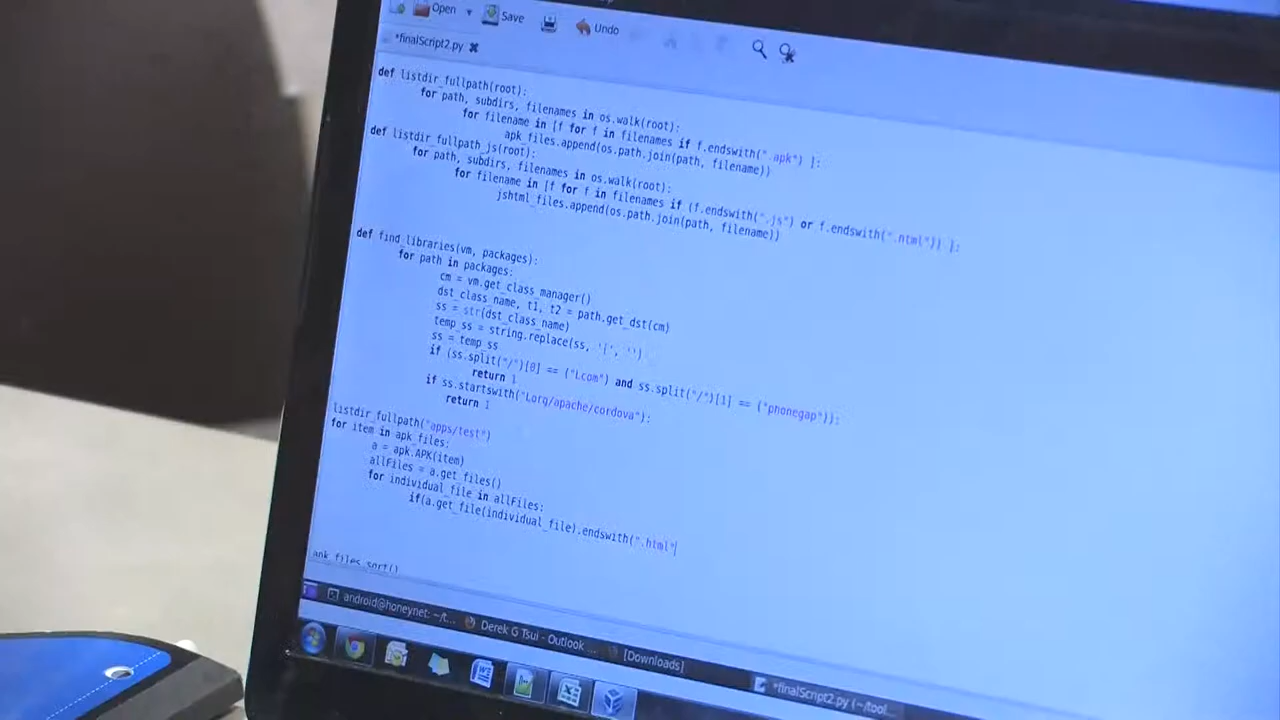 Open Save Undo
*finalScript2.py
def listdir_fullpath(root):
for path, subdirs, filenames in os.walk(root):
for filename in [f for f in filenames if f.endswith(".apk") ]:
apk_files.append(os.path.join(path, filename))
def listdir_fullpath_js(root):
for path, subdirs, filenames in os.walk(root):
for filename in [f for f in filenames if (f.endswith(".js") or f.endswith(".html")) ]:
jshtml_files.append(os.path.join(path, filename))
def find_libraries(vm, packages):
for path in packages:
cm = vm.get_class_manager()
dst_class_name, t1, t2 = path.get_dst(cm)
ss = str(dst_class_name)
temp_ss = string.replace(ss, '[', '')
ss = temp_ss
if (ss.split("/")[0] == ("Lcom") and ss.split("/")[1] == ("phonegap")):
return 1
if ss.startswith("Lorg/apache/cordova"):
return 1
listdir_fullpath("apps/test")
for item in apk_files:
a = apk.APK(item)
allFiles = a.get_files()
for individual_file in allFiles:
if(a.get_file(individual_file).endswith(".html"
apk_files.sort()
android@honeynet: ~/t... Derek G Tsui - Outlook ... [Downloads] *finalScript2.py (~/tool...